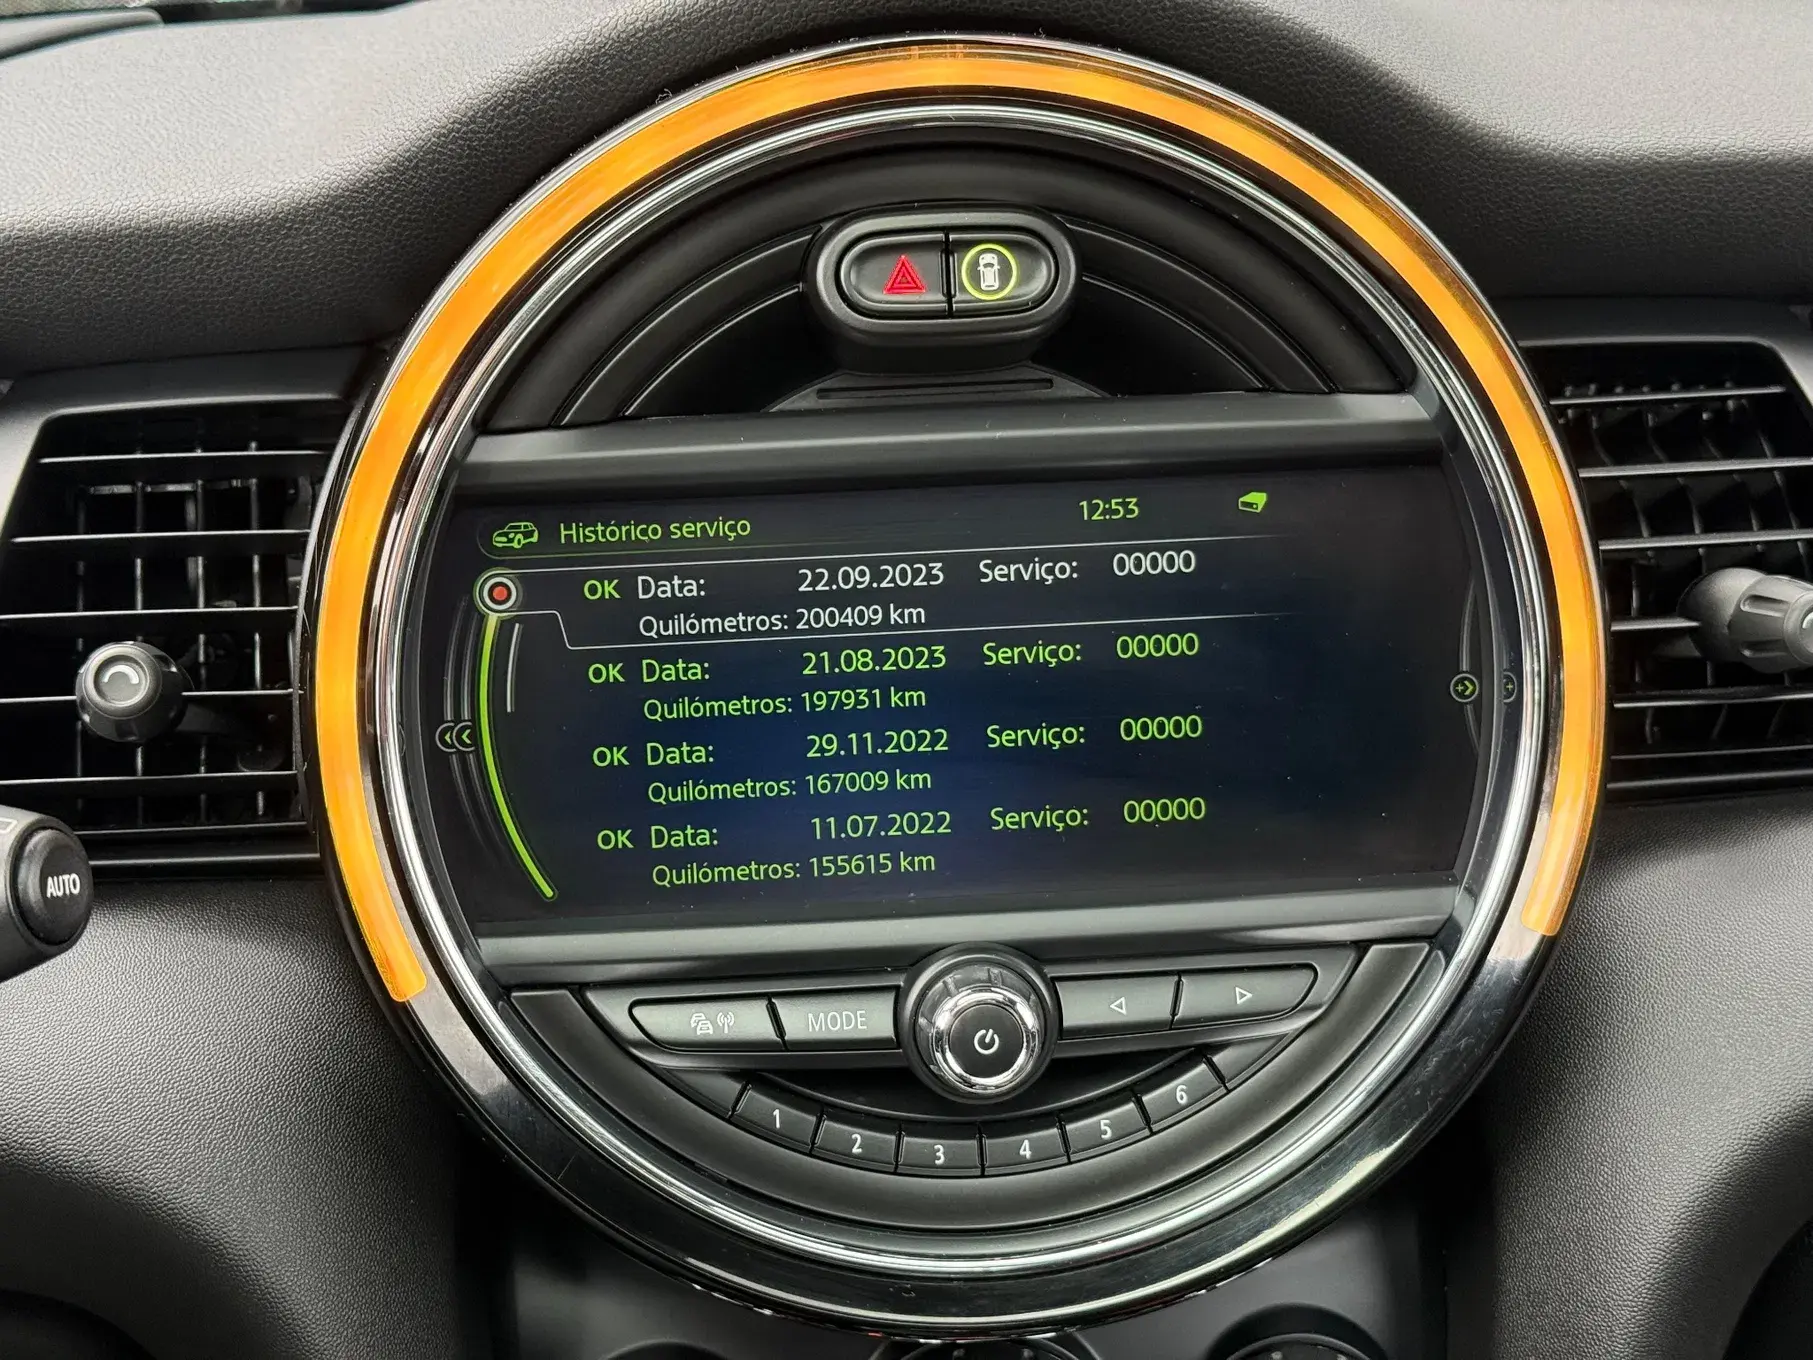 Histórico serviço 12:53
OK Data: 22.09.2023 Serviço: 00000
Quilómetros: 200409 km
OK Data: 21.08.2023 Serviço: 00000
Quilómetros: 197931 km
OK Data: 29.11.2022 Serviço: 00000
Quilómetros: 167009 km
OK Data: 11.07.2022 Serviço: 00000
Quilómetros: 155615 km
AUTO
MODE
1 2 3 4 5 6